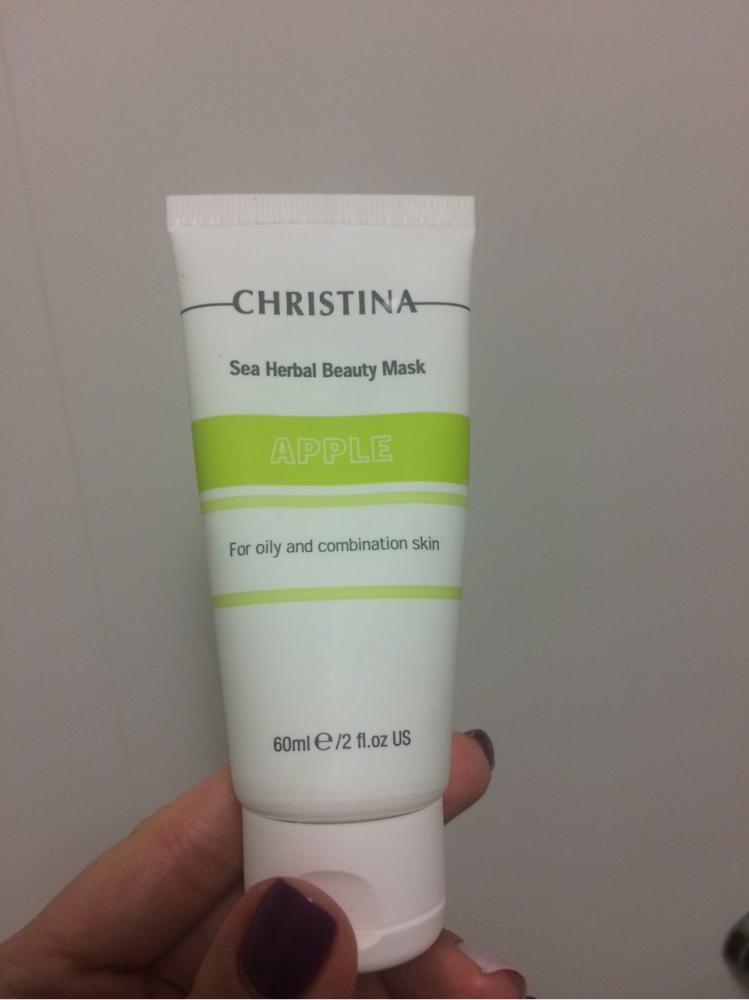 CHRISTINA
Sea Herbal Beauty Mask
APPLE
For oily and combination skin
60ml ℮/2 fl.oz US